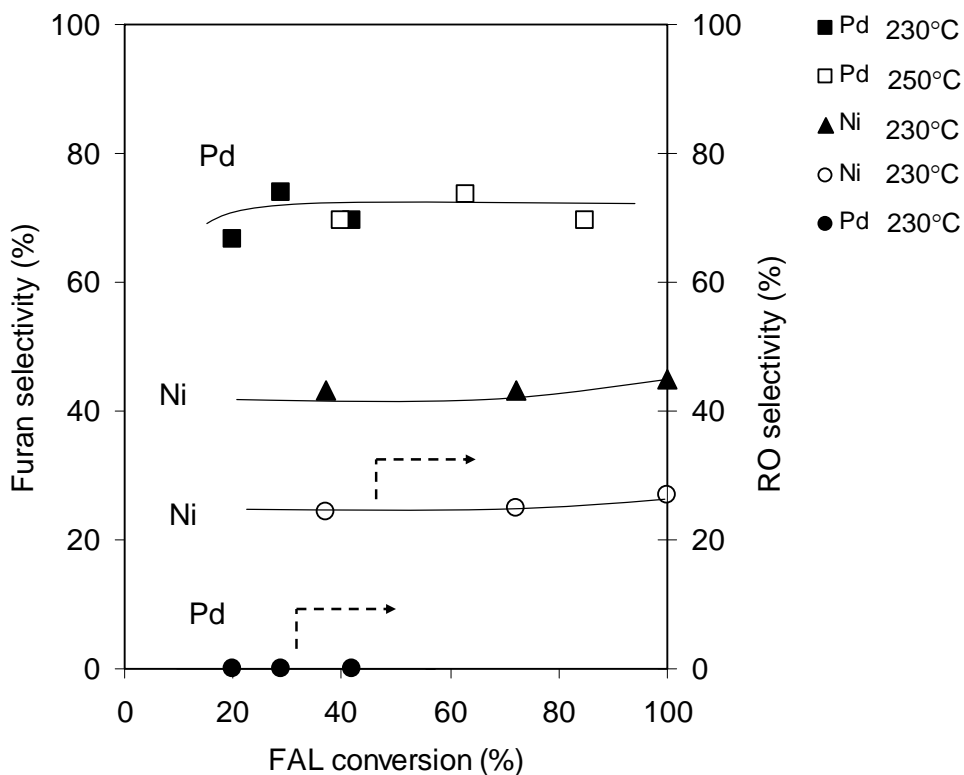 100
80
60
40
20
0
Furan selectivity (%)
0 20 40 60 80 100
FAL conversion (%)
100
80
60
40
20
0
RO selectivity (%)
Pd
Ni
Ni
Pd
Pd 230°C
Pd 250°C
Ni 230°C
Ni 230°C
Pd 230°C